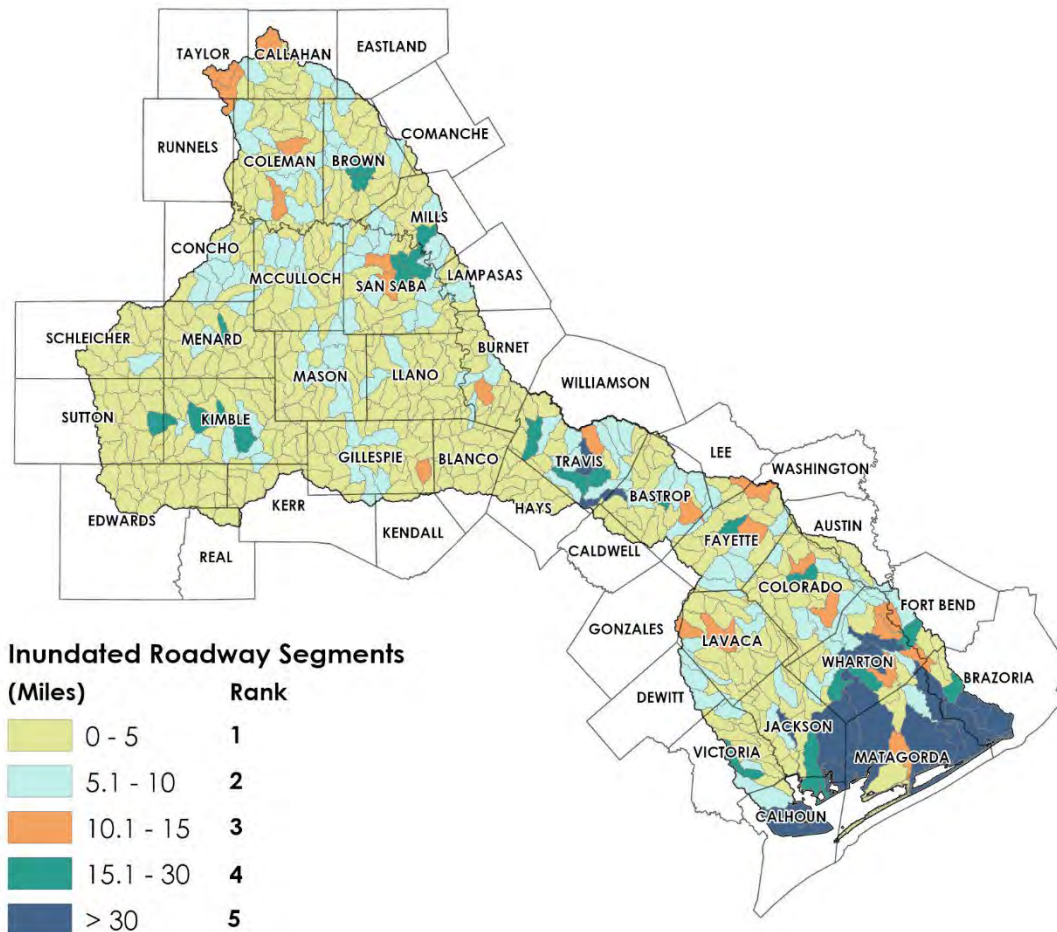 TAYLOR
CALLAHAN
EASTLAND
COMANCHE
RUNNELS
COLEMAN
BROWN
MILLS
CONCHO
MCCULLOCH
SAN SABA
LAMPASAS
SCHLEICHER
MENARD
MASON
LLANO
BURNET
WILLIAMSON
SUTTON
KIMBLE
GILLESPIE
BLANCO
TRAVIS
LEE
WASHINGTON
EDWARDS
KERR
KENDALL
HAYS
BASTROP
REAL
CALDWELL
FAYETTE
AUSTIN
COLORADO
FORT BEND
GONZALES
LAVACA
WHARTON
BRAZORIA
DEWITT
JACKSON
VICTORIA
MATAGORDA
CALHOUN
Inundated Roadway Segments
(Miles) Rank
0 - 5 1
5.1 - 10 2
10.1 - 15 3
15.1 - 30 4
> 30 5